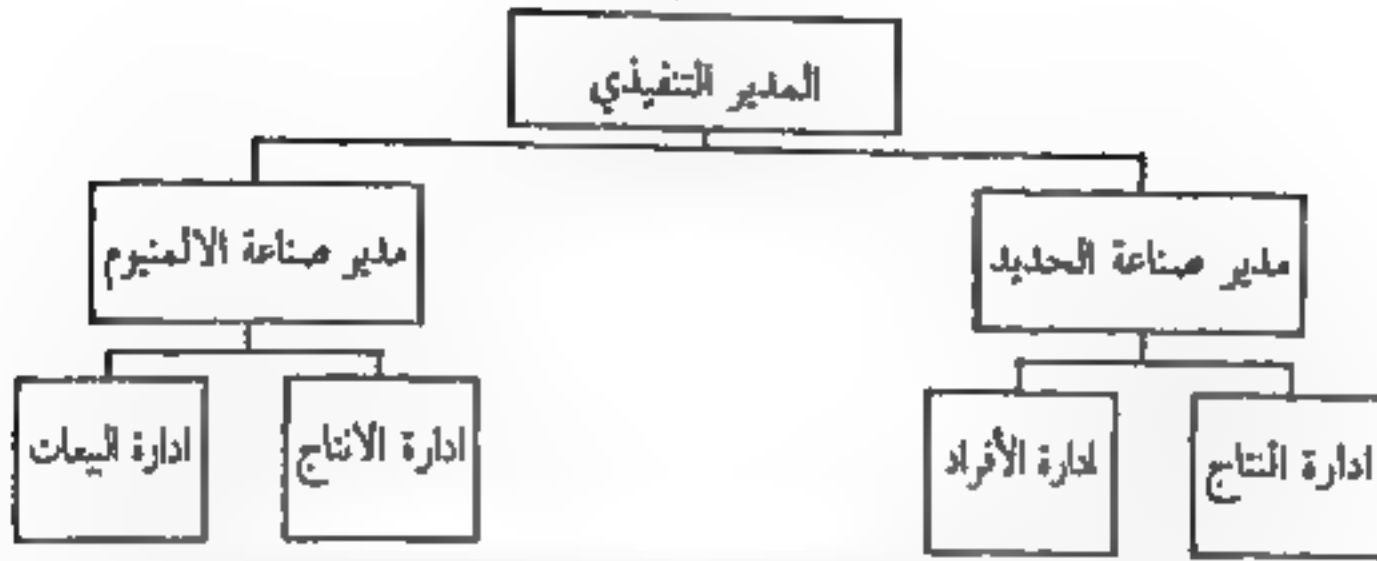 المدير التنفيذي
مدير صناعة الحديد
مدير صناعة الالمنيوم
ادارة النتاج
ادارة الأفراد
ادارة الانتاج
ادارة البيعات